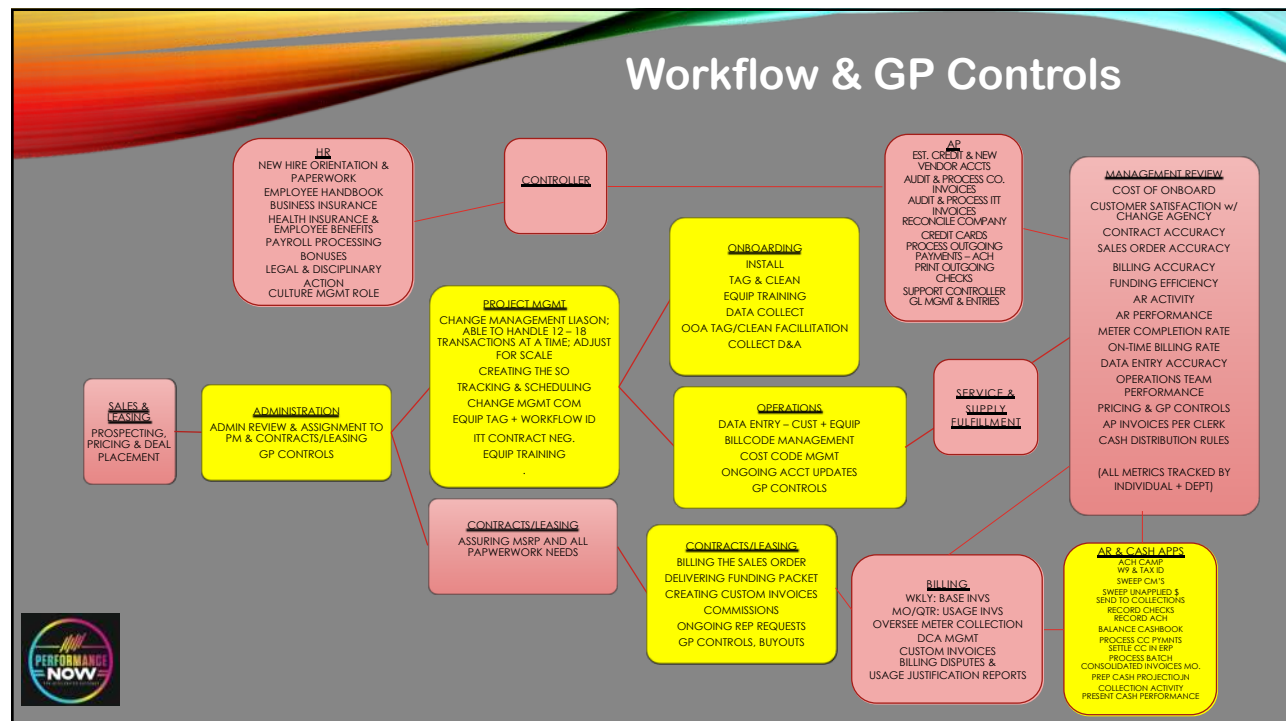 Workflow & GP Controls
HR
NEW HIRE ORIENTATION &
PAPERWORK
EMPLOYEE HANDBOOK
BUSINESS INSURANCE
HEALTH INSURANCE &
EMPLOYEE BENEFITS
PAYROLL PROCESSING
BONUSES
LEGAL & DISCIPLINARY
ACTION
CULTURE MGMT ROLE
CONTROLLER
AP
EST. CREDIT & NEW
VENDOR ACCTS
AUDIT & PROCESS CO.
INVOICES
AUDIT & PROCESS ITT
INVOICES
RECONCILE COMPANY
CREDIT CARDS
PROCESS OUTGOING
PAYMENTS – ACH
PRINT OUTGOING
CHECKS
SUPPORT CONTROLLER
GL MGMT & ENTRIES
MANAGEMENT REVIEW
COST OF ONBOARD
CUSTOMER SATISFACTION w/
CHANGE AGENCY
CONTRACT ACCURACY
SALES ORDER ACCURACY
BILLING ACCURACY
FUNDING EFFICIENCY
AR ACTIVITY
AR PERFORMANCE
METER COMPLETION RATE
ON-TIME BILLING RATE
DATA ENTRY ACCURACY
OPERATIONS TEAM
PERFORMANCE
PRICING & GP CONTROLS
AP INVOICES PER CLERK
CASH DISTRIBUTION RULES
(ALL METRICS TRACKED BY
INDIVIDUAL + DEPT)
ONBOARDING
INSTALL
TAG & CLEAN
EQUIP TRAINING
DATA COLLECT
OOA TAG/CLEAN FACILLITATION
COLLECT D&A
PROJECT MGMT
CHANGE MANAGEMENT LIASON;
ABLE TO HANDLE 12 – 18
TRANSACTIONS AT A TIME; ADJUST
FOR SCALE
CREATING THE SO
TRACKING & SCHEDULING
CHANGE MGMT COM
EQUIP TAG + WORKFLOW ID
ITT CONTRACT NEG.
EQUIP TRAINING
.
SALES &
LEASING
PROSPECTING,
PRICING & DEAL
PLACEMENT
ADMINISTRATION
ADMIN REVIEW & ASSIGNMENT TO
PM & CONTRACTS/LEASING
GP CONTROLS
OPERATIONS
DATA ENTRY – CUST + EQUIP
BILLCODE MANAGEMENT
COST CODE MGMT
ONGOING ACCT UPDATES
GP CONTROLS
SERVICE &
SUPPLY
FULFILLMENT
CONTRACTS/LEASING
ASSURING MSRP AND ALL
PAPWERWORK NEEDS
CONTRACTS/LEASING
BILLING THE SALES ORDER
DELIVERING FUNDING PACKET
CREATING CUSTOM INVOICES
COMMISSIONS
ONGOING REP REQUESTS
GP CONTROLS, BUYOUTS
BILLING
WKLY: BASE INVS
MO/QTR: USAGE INVS
OVERSEE METER COLLECTION
DCA MGMT
CUSTOM INVOICES
BILLING DISPUTES &
USAGE JUSTIFICATION REPORTS
AR & CASH APPS
ACH CAMP
W9 & TAX ID
SWEEP CM'S
SWEEP UNAPPLIED $
SEND TO COLLECTIONS
RECORD CHECKS
RECORD ACH
BALANCE CASHBOOK
PROCESS CC PYMNTS
SETTLE CC IN ERP
PROCESS BATCH
CONSOLIDATED INVOICES MO.
PREP CASH PROJECTIO.JN
COLLECTION ACTIVITY
PRESENT CASH PERFORMANCE
PERFORMANCE
NOW